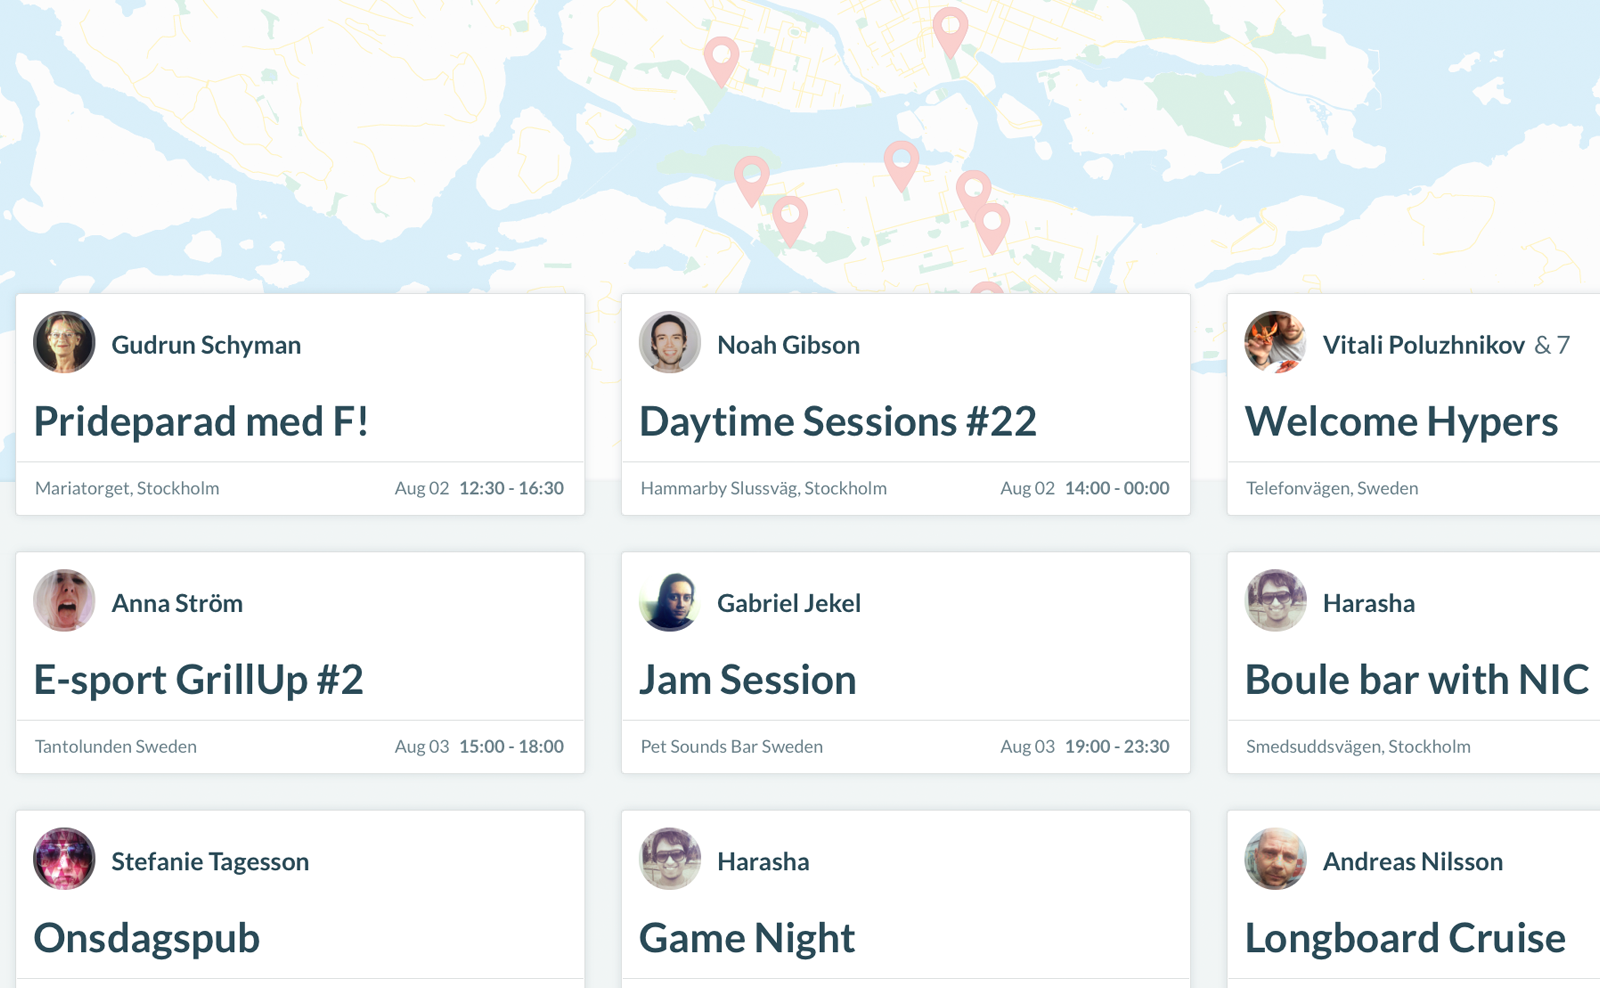 Gudrun Schyman
Prideparad med F!
Mariatorget, Stockholm Aug 02 12:30 - 16:30
Noah Gibson
Daytime Sessions #22
Hammarby Slussväg, Stockholm Aug 02 14:00 - 00:00
Vitali Poluzhnikov & 7
Welcome Hypers
Telefonvägen, Sweden
Anna Ström
E-sport GrillUp #2
Tantolunden Sweden Aug 03 15:00 - 18:00
Gabriel Jekel
Jam Session
Pet Sounds Bar Sweden Aug 03 19:00 - 23:30
Harasha
Boule bar with NIC
Smedsuddsvägen, Stockholm
Stefanie Tagesson
Onsdagspub
Harasha
Game Night
Andreas Nilsson
Longboard Cruise